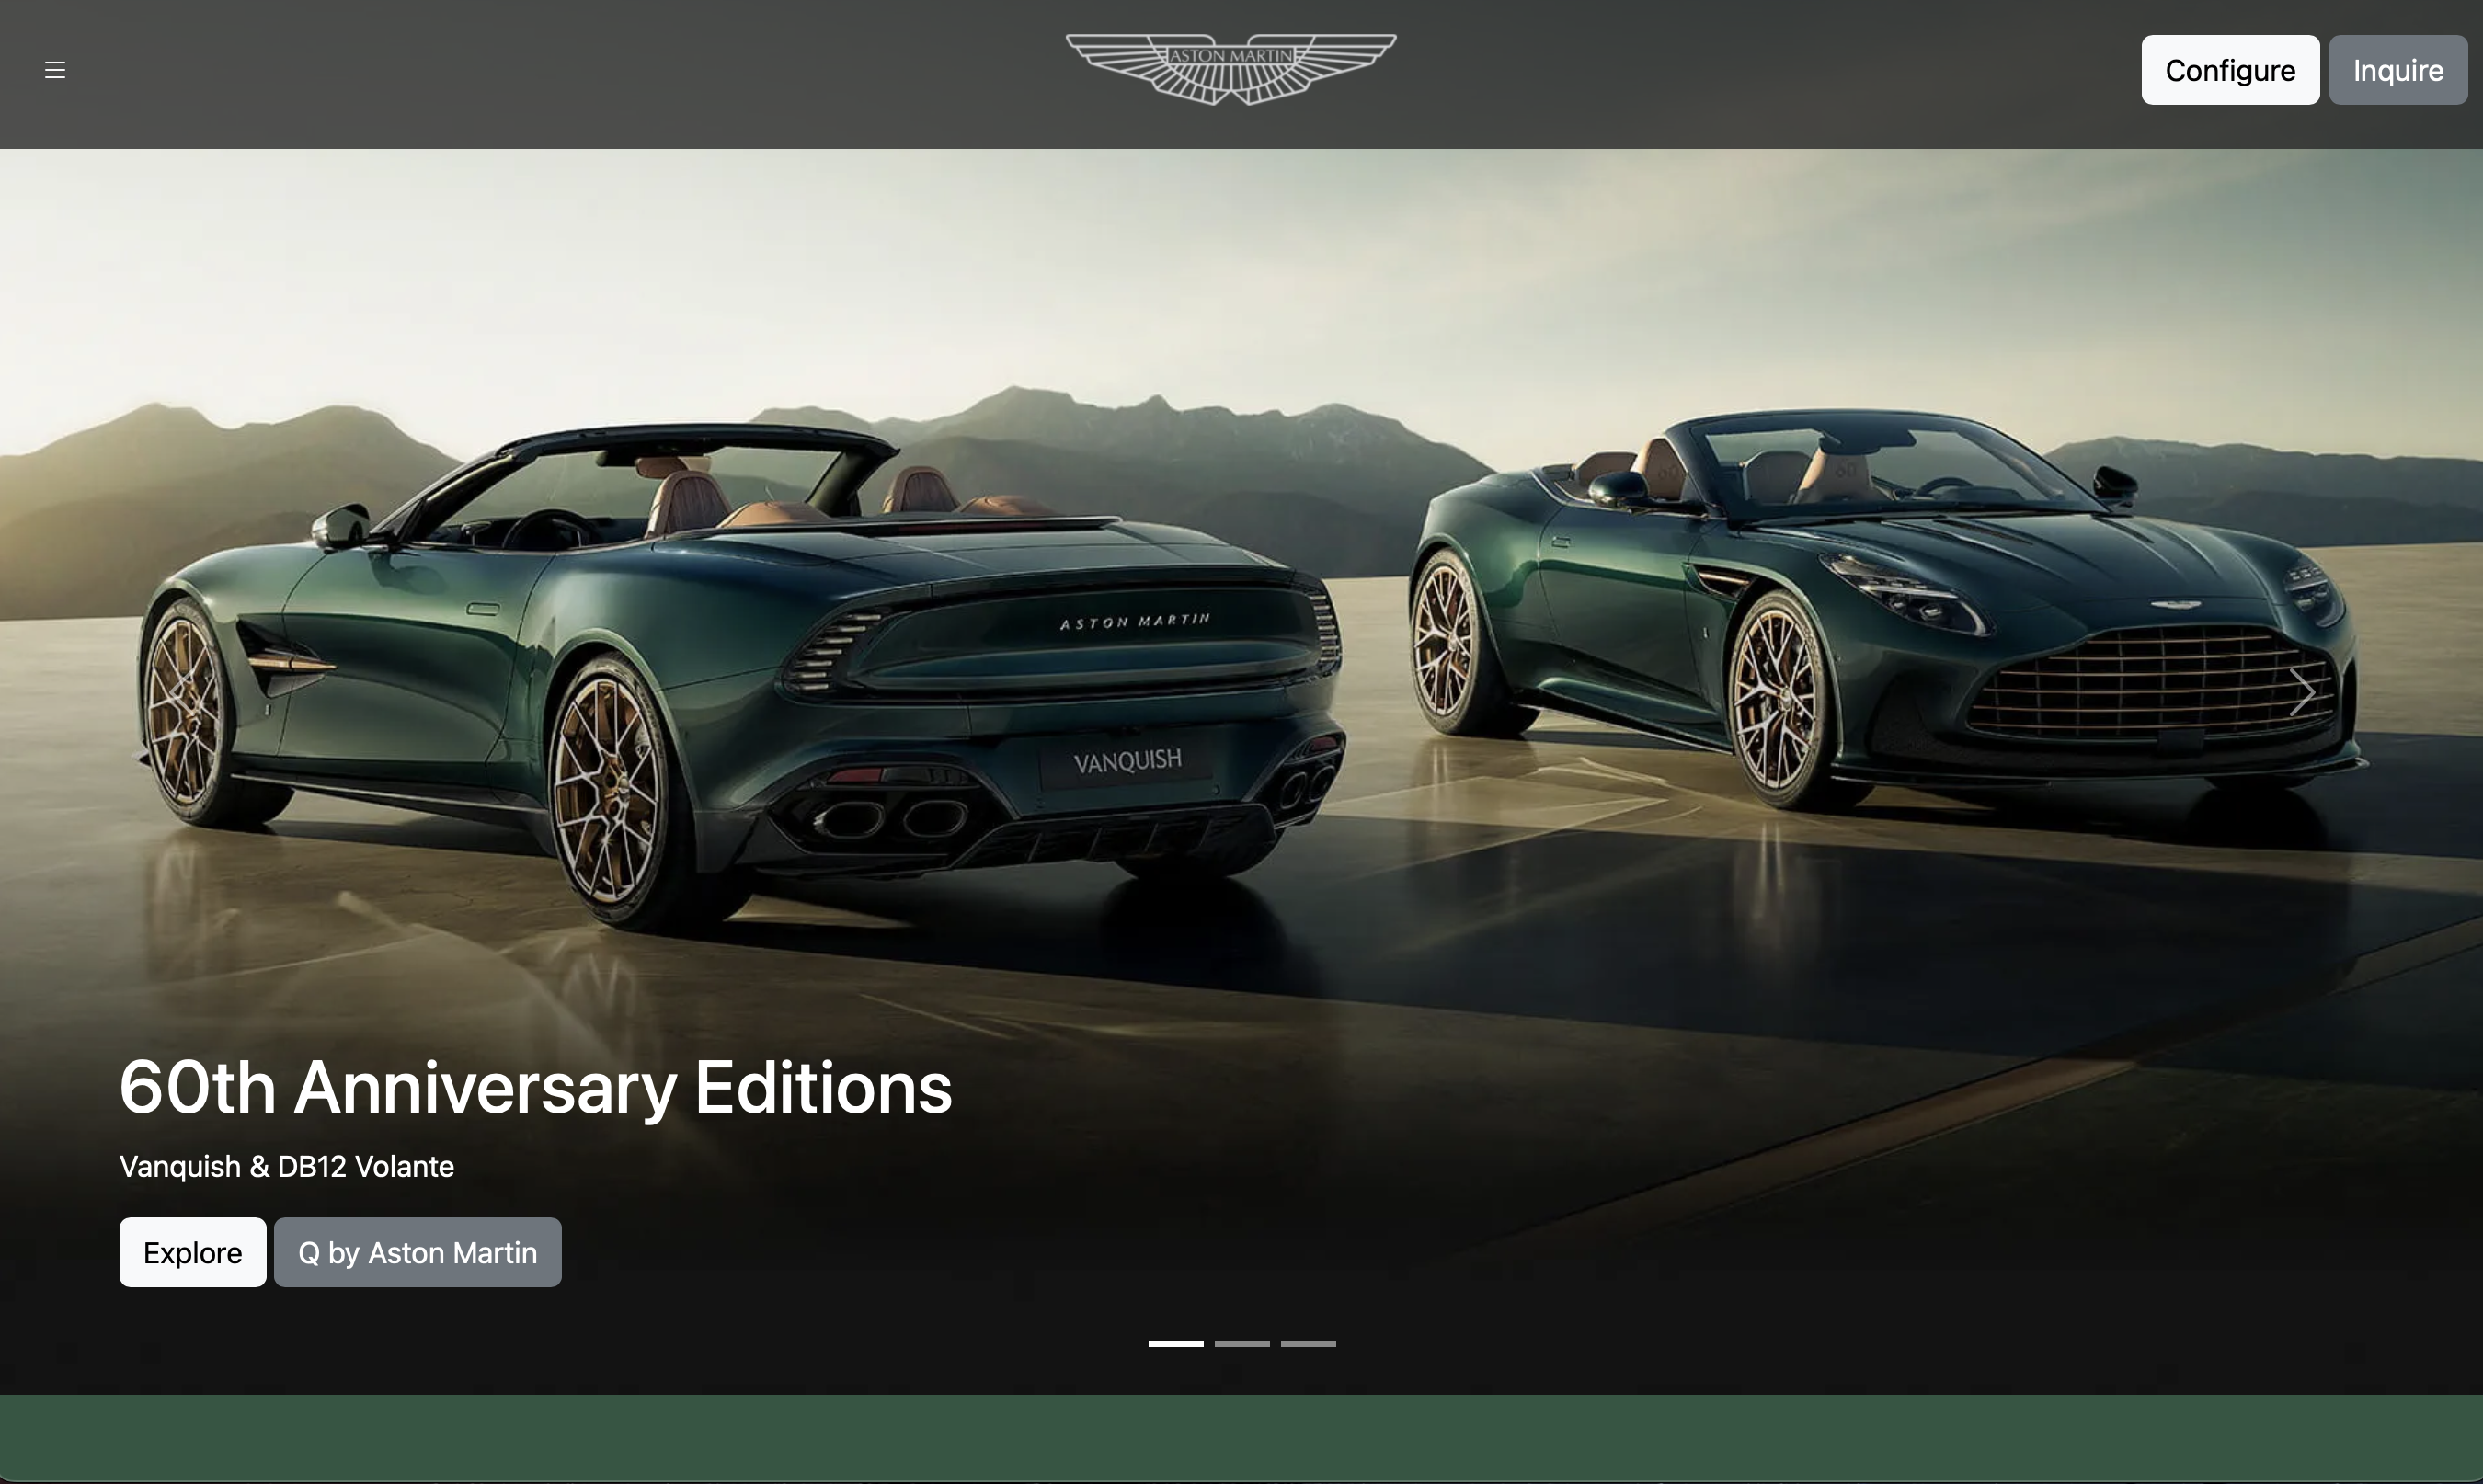 ASTON MARTIN
Configure
Inquire
ASTON MARTIN
VANQUISH
60th Anniversary Editions
Vanquish & DB12 Volante
Explore
Q by Aston Martin